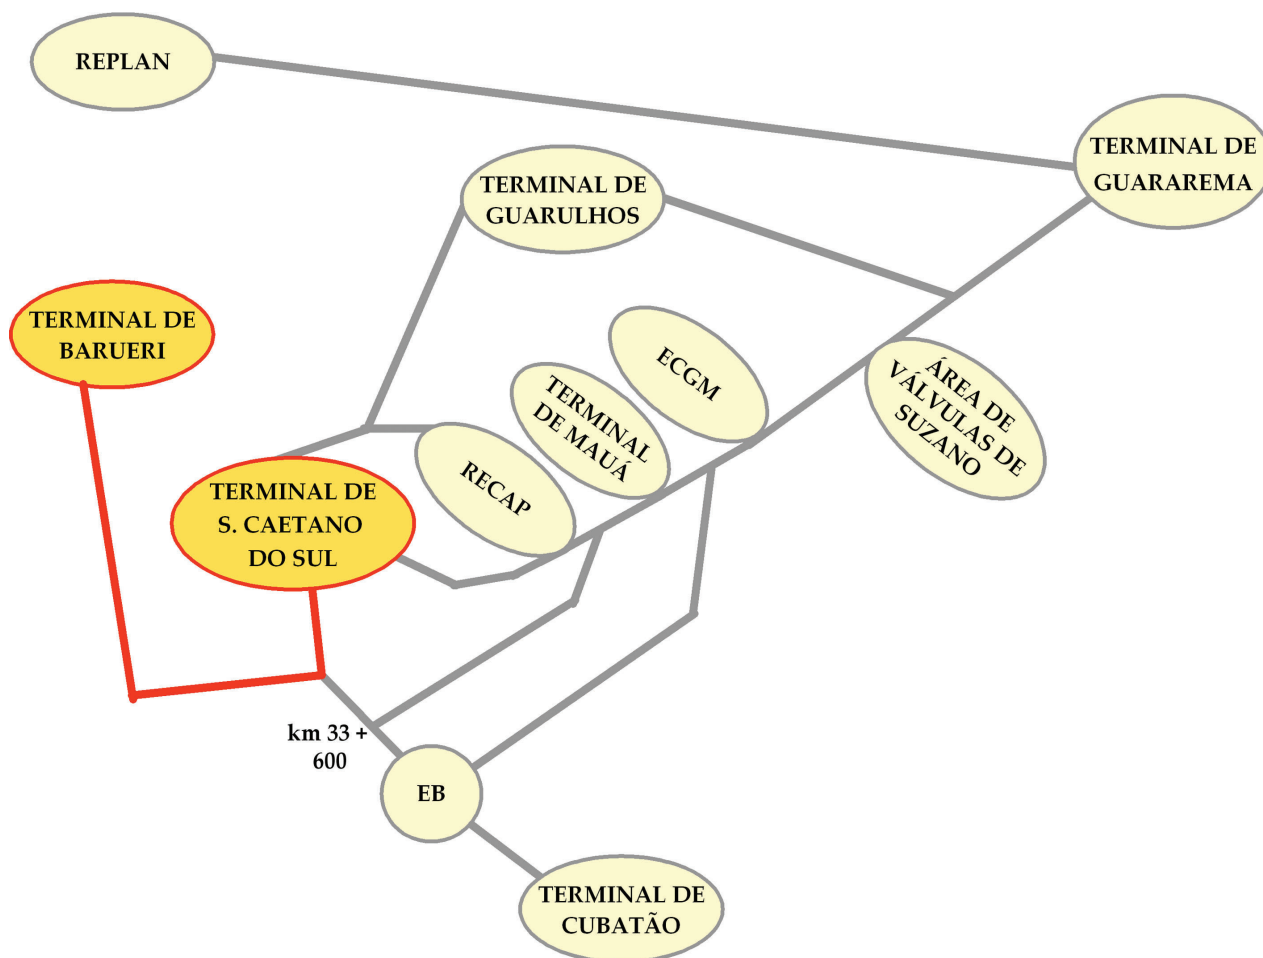 REPLAN
TERMINAL DE
GUARAREMA
TERMINAL DE
GUARULHOS
TERMINAL DE
BARUERI
ECGM
TERMINAL
DE MAUÁ
RECAP
ÁREA DE
VÁLVULAS DE
SUZANO
TERMINAL DE
S. CAETANO
DO SUL
km 33 +
600
EB
TERMINAL DE
CUBATÃO